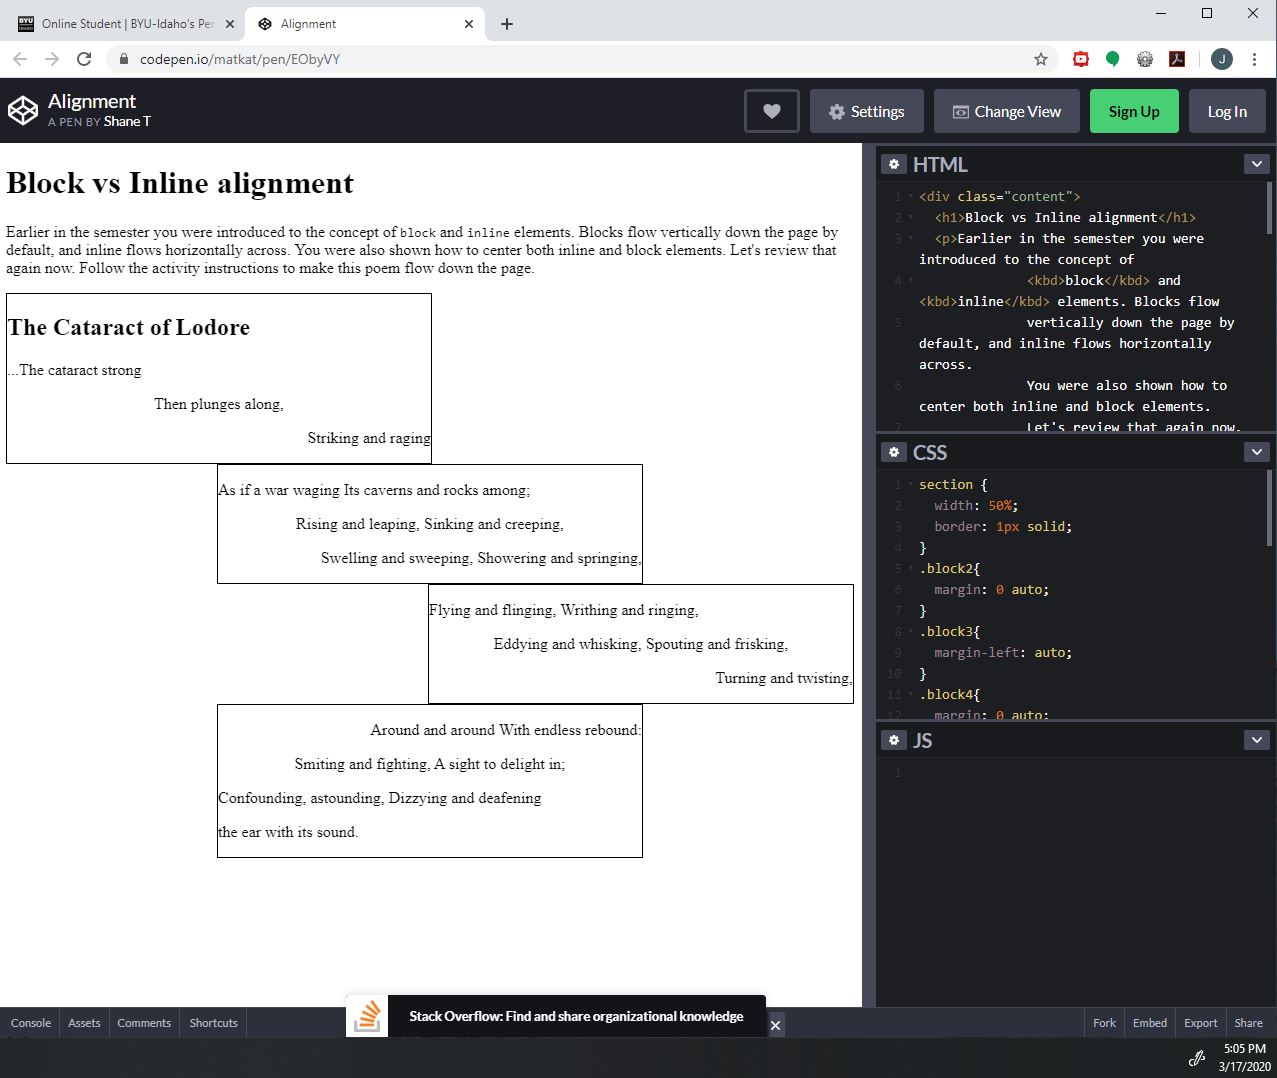 BYU
IDAHO
Online Student | BYU-Idaho's Per
Alignment
codepen.io/matkat/pen/EObyVY
J
Alignment
A PEN BY Shane T
Settings
Change View
Sign Up
Log In
Block vs Inline alignment
Earlier in the semester you were introduced to the concept of block and inline elements. Blocks flow vertically down the page by
default, and inline flows horizontally across. You were also shown how to center both inline and block elements. Let's review that
again now. Follow the activity instructions to make this poem flow down the page.
The Cataract of Lodore
...The cataract strong
Then plunges along,
Striking and raging
As if a war waging Its caverns and rocks among;
Rising and leaping, Sinking and creeping,
Swelling and sweeping, Showering and springing,
Flying and flinging, Writhing and ringing,
Eddying and whisking, Spouting and frisking,
Turning and twisting,
Around and around With endless rebound:
Smiting and fighting, A sight to delight in;
Confounding, astounding, Dizzying and deafening
the ear with its sound.
HTML
1 <div class="content">
2 <h1>Block vs Inline alignment</h1>
3 <p>Earlier in the semester you were
introduced to the concept of
4 <kbd>block</kbd> and
<kbd>inline</kbd> elements. Blocks flow
5 vertically down the page by
default, and inline flows horizontally
across.
6 You were also shown how to
center both inline and block elements.
7 Let's review that again now.
CSS
1 section {
2 width: 50%;
3 border: 1px solid;
4 }
5 .block2{
6 margin: 0 auto;
7 }
8 .block3{
9 margin-left: auto;
10 }
11 .block4{
12 margin: 0 auto;
JS
1
Console
Assets
Comments
Shortcuts
Stack Overflow: Find and share organizational knowledge
Fork
Embed
Export
Share
5:05 PM
3/17/2020